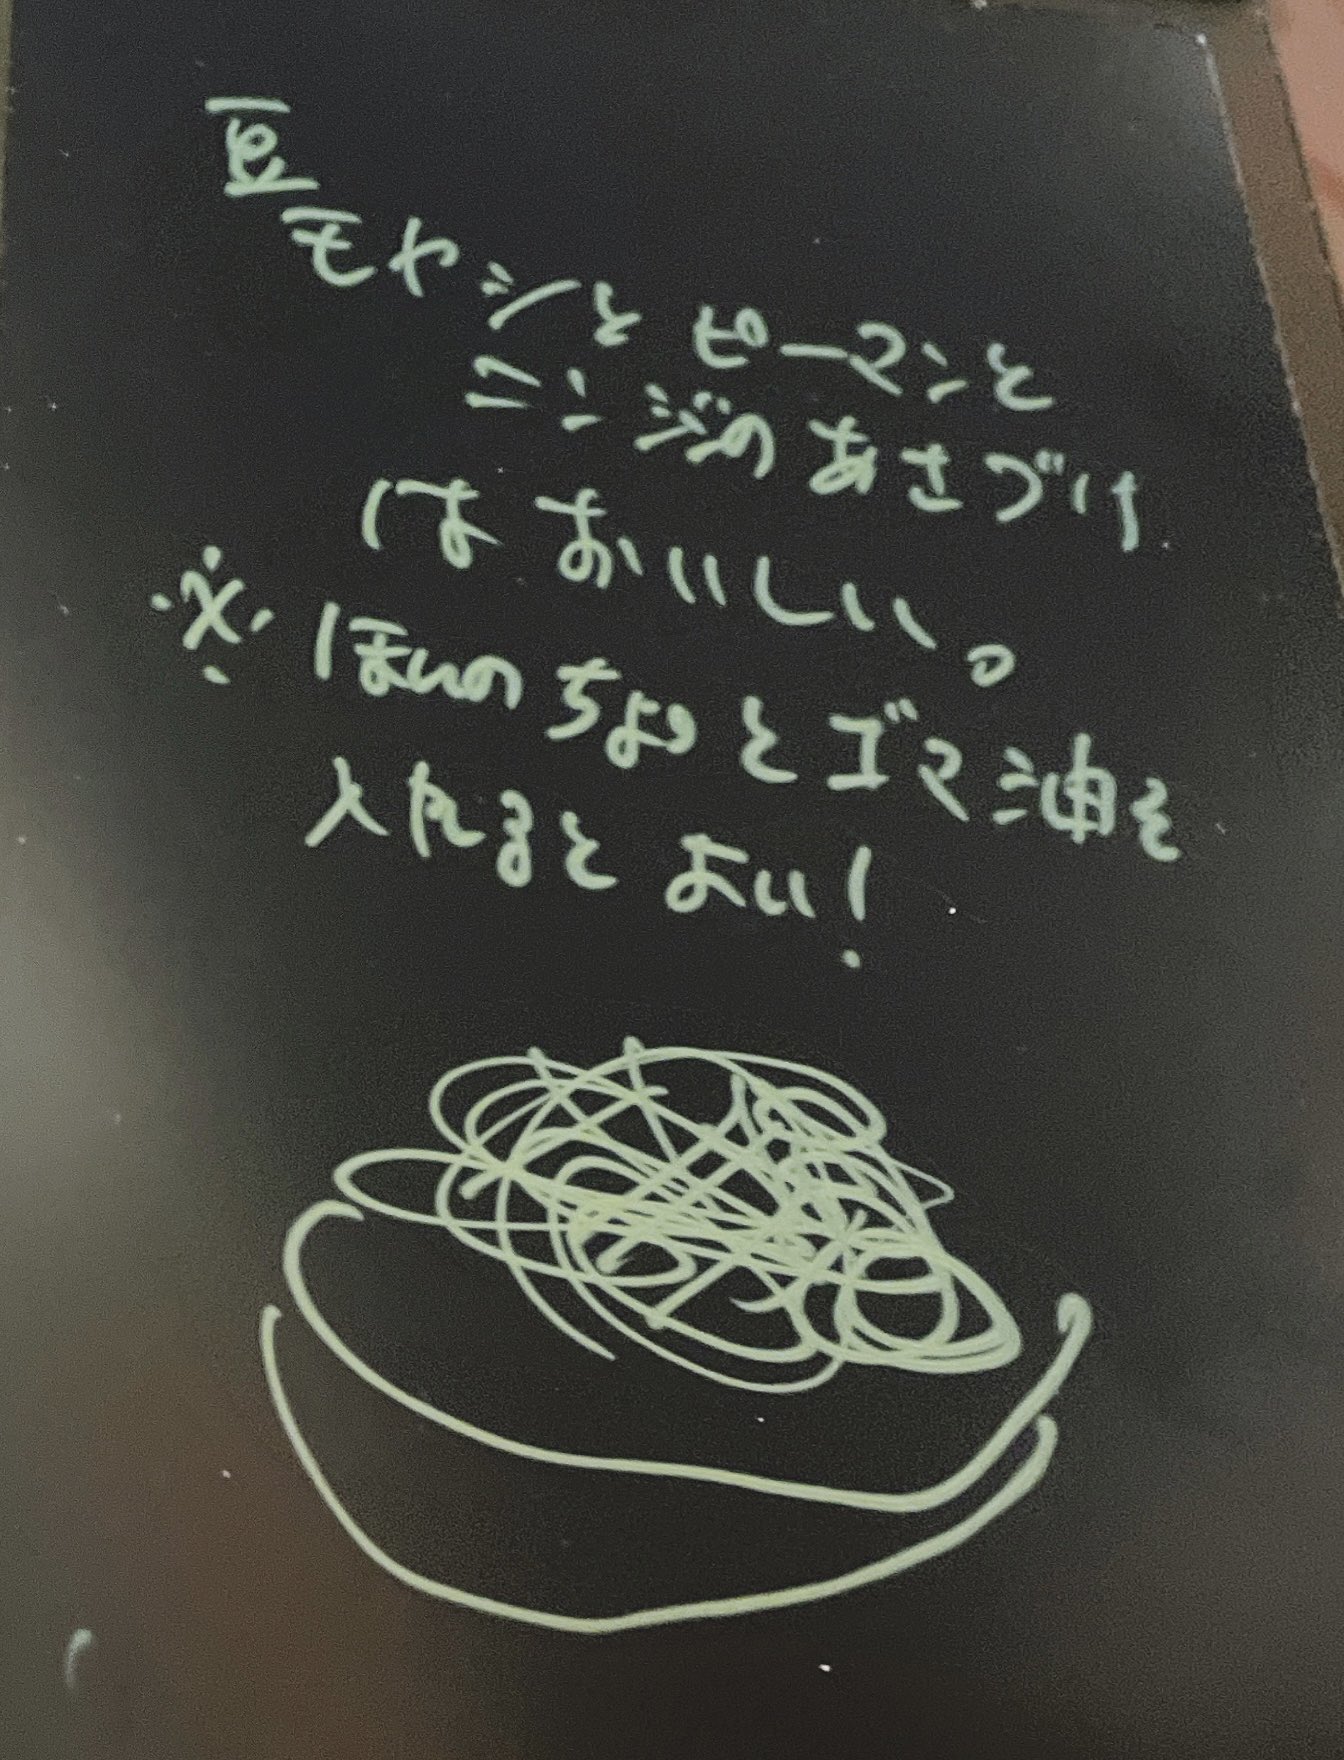 豆モヤシとピーマンと
ニンジのあさづけ
はおいしい。
※ほいのちょっとゴマ油を
入れるとよい!